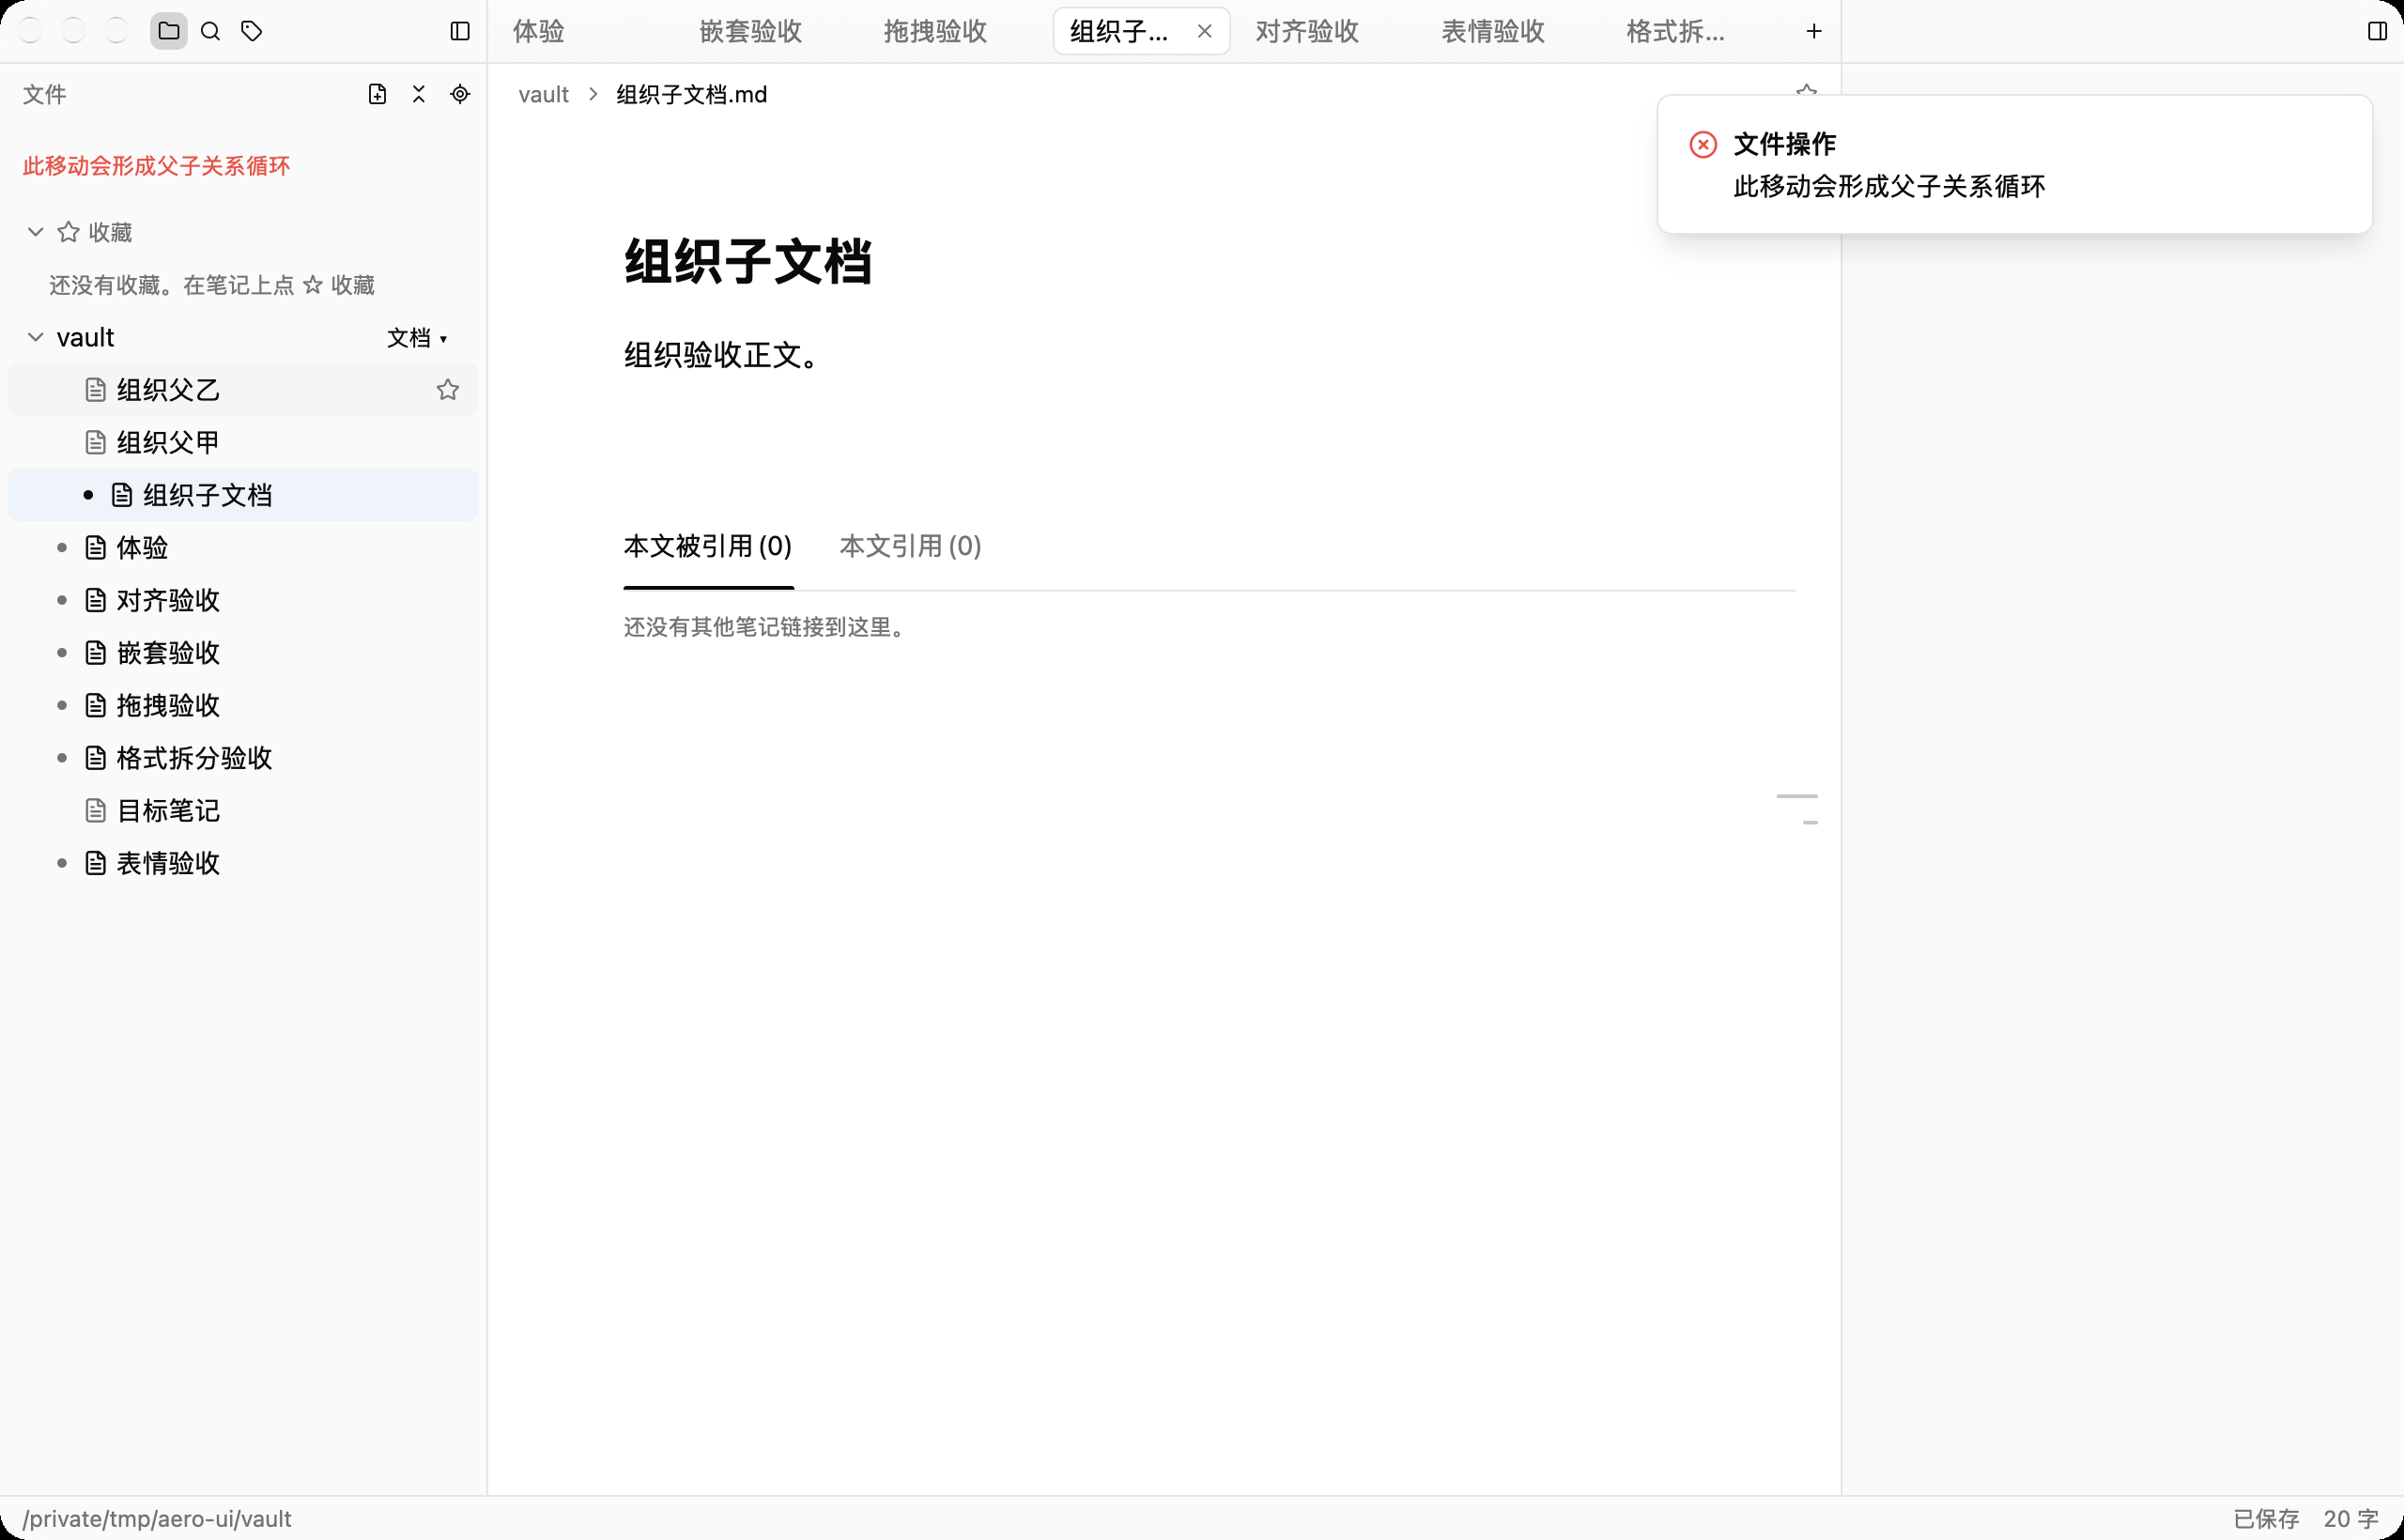 体验 嵌套验收 拖拽验收 组织子... 对齐验收 表情验收 格式拆...
文件
vault > 组织子文档.md
文件操作
此移动会形成父子关系循环
此移动会形成父子关系循环
收藏
还没有收藏。在笔记上点 ☆ 收藏
vault 文档
组织父乙
组织父甲
组织子文档
体验
对齐验收
嵌套验收
拖拽验收
格式拆分验收
目标笔记
表情验收
组织子文档
组织验收正文。
本文被引用 (0) 本文引用 (0)
还没有其他笔记链接到这里。
/private/tmp/aero-ui/vault
已保存 20 字